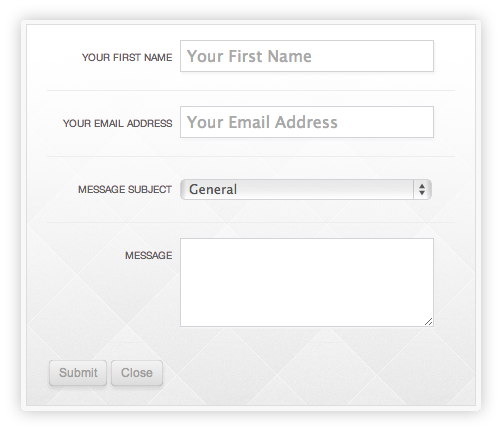 YOUR FIRST NAME Your First Name
YOUR EMAIL ADDRESS Your Email Address
MESSAGE SUBJECT General
MESSAGE
Submit Close